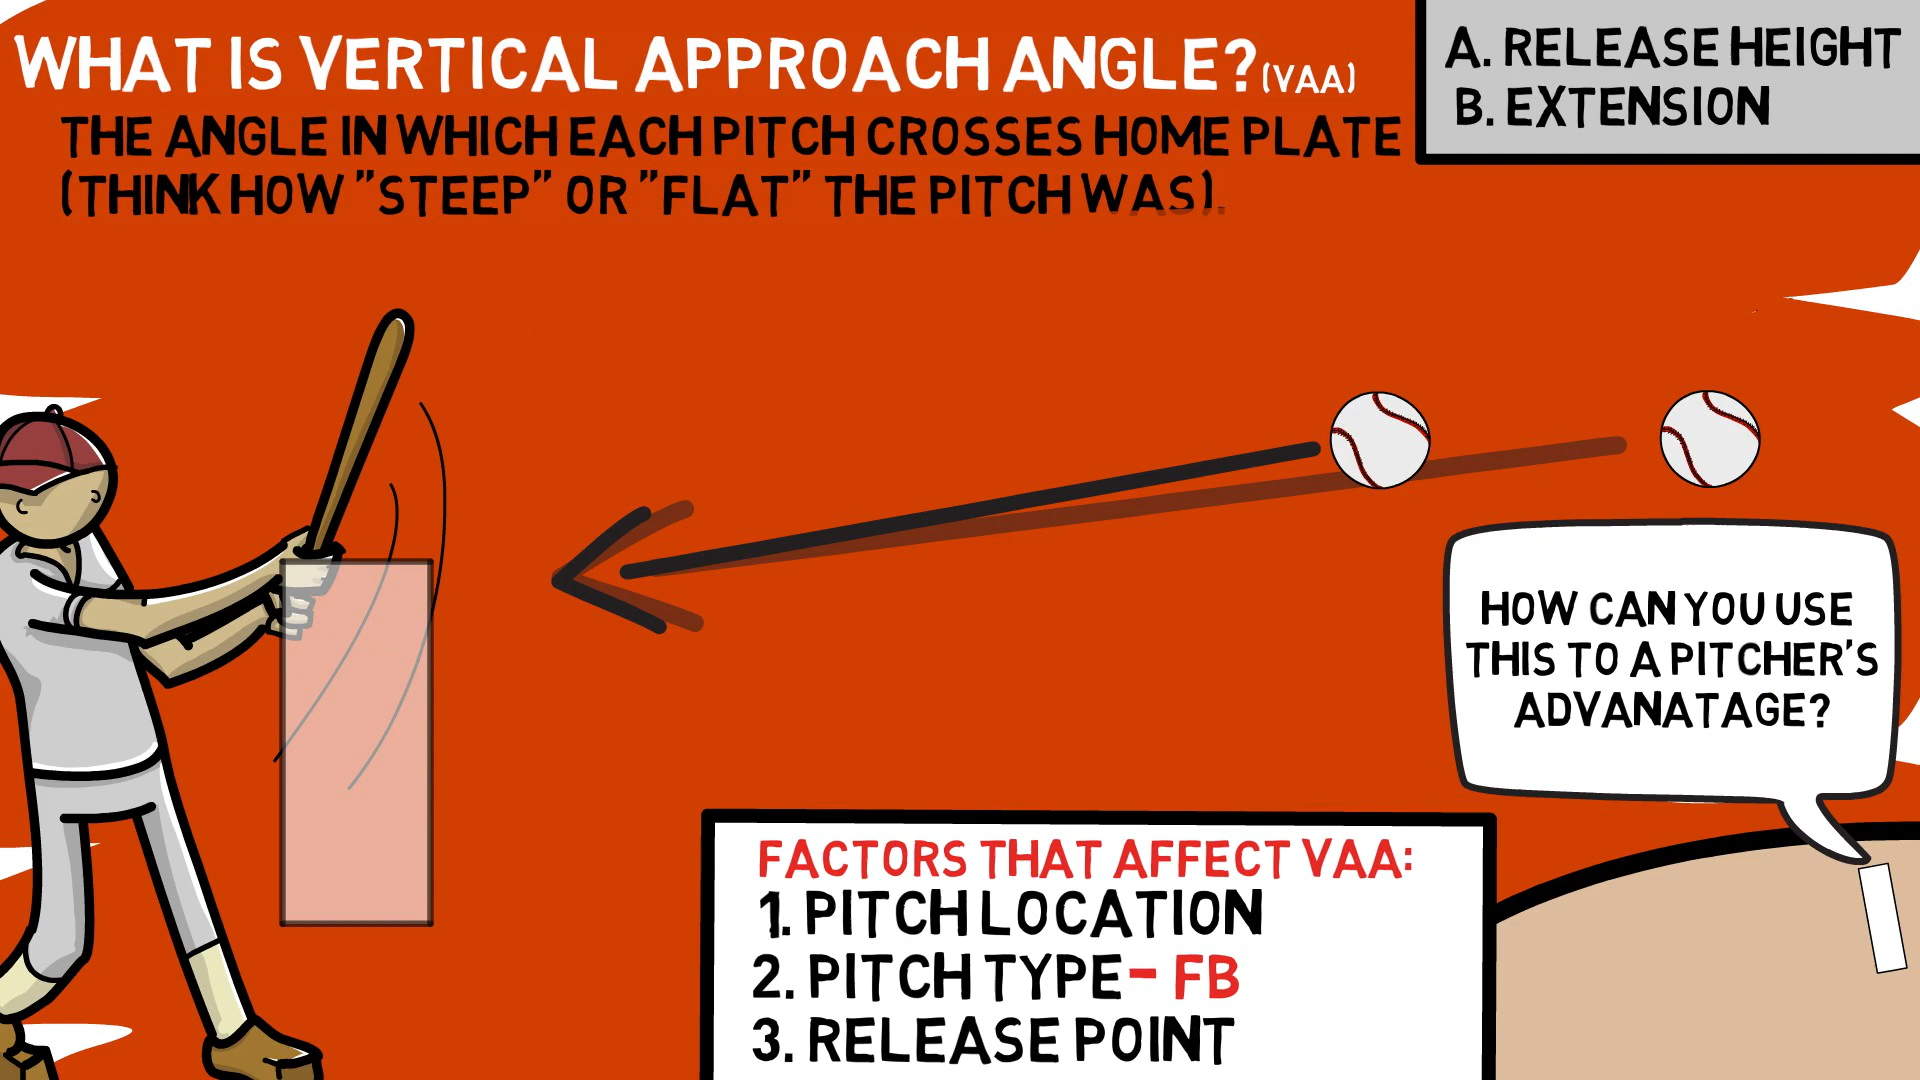 WHAT IS VERTICAL APPROACH ANGLE? (VAA)
THE ANGLE IN WHICH EACH PITCH CROSSES HOME PLATE
(THINK HOW "STEEP" OR "FLAT" THE PITCH WAS).
A. RELEASE HEIGHT
B. EXTENSION
HOW CAN YOU USE
THIS TO A PITCHER'S
ADVANATAGE?
FACTORS THAT AFFECT VAA:
1. PITCH LOCATION
2. PITCH TYPE - FB
3. RELEASE POINT